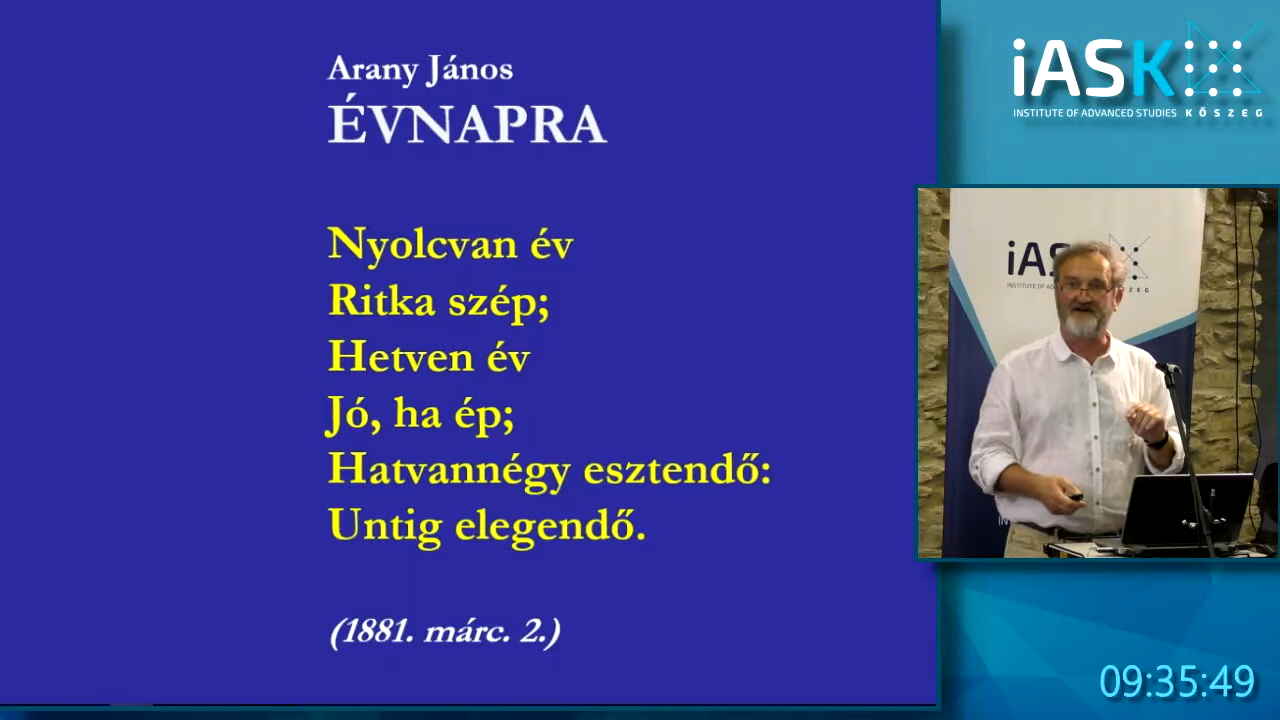 Arany János
ÉVNAPRA
Nyolcvan év
Ritka szép;
Hetven év
Jó, ha ép;
Hatvannégy esztendő:
Untig elegendő.
(1881. márc. 2.)
iASK
INSTITUTE OF ADVANCED STUDIES KŐSZEG
09:35:49